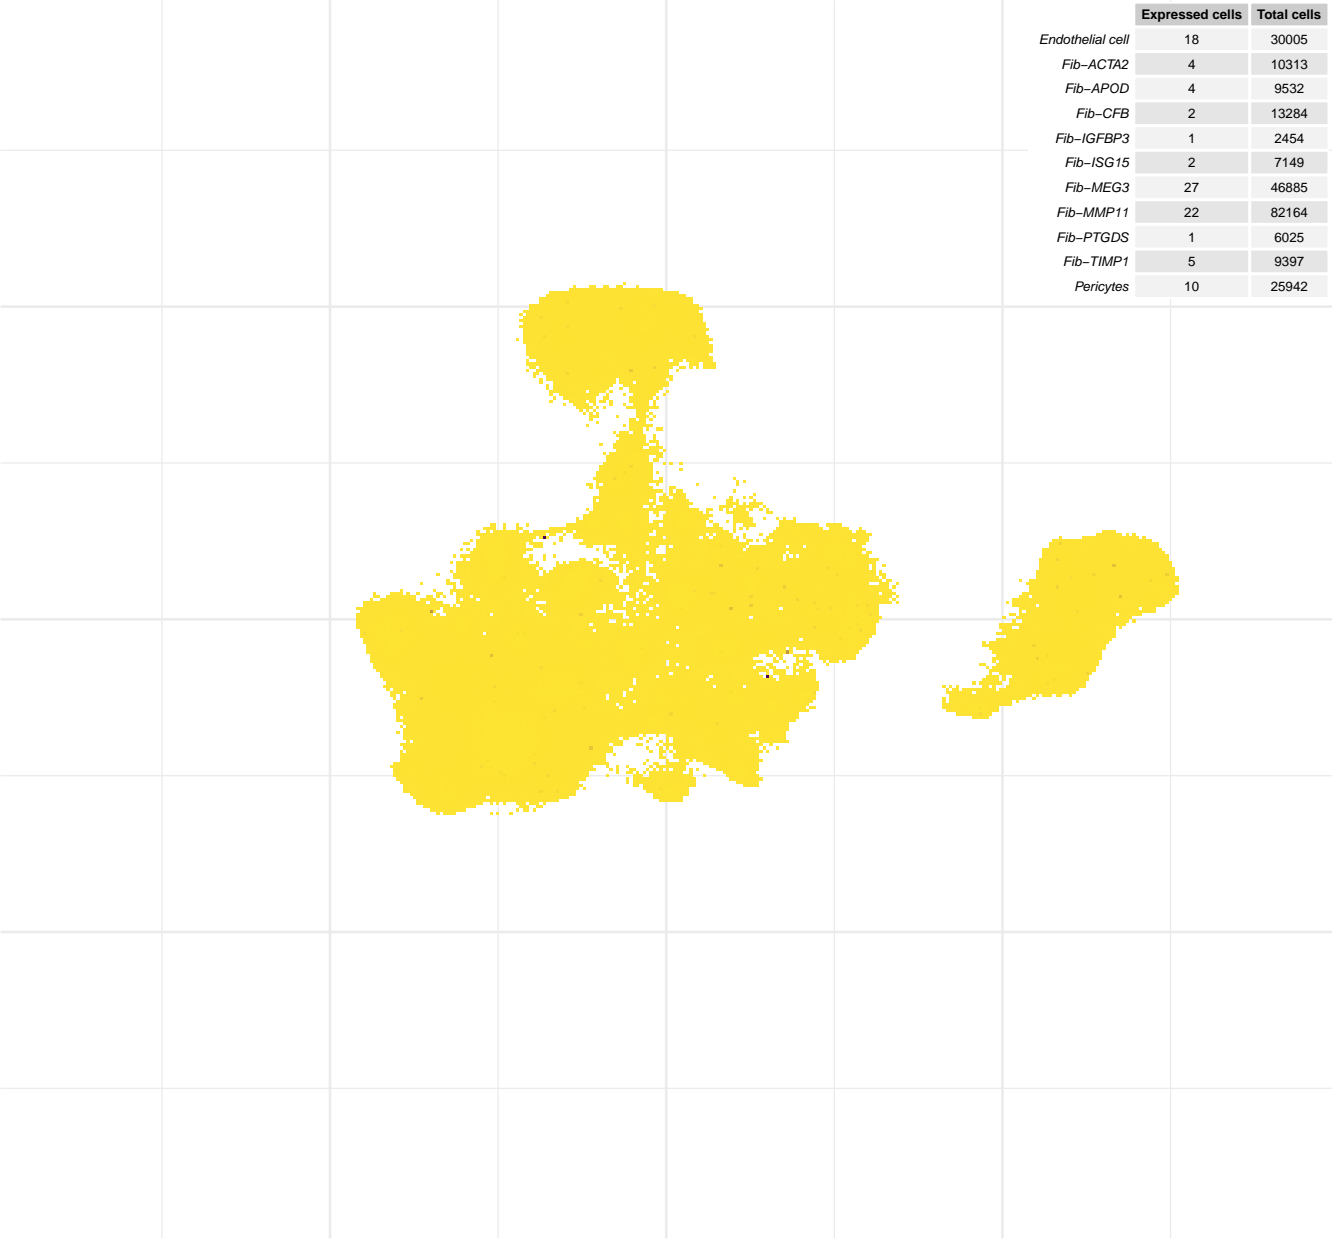 Expressed cells Total cells
Endothelial cell 18 30005
Fib−ACTA2 4 10313
Fib−APOD 4 9532
Fib−CFB 2 13284
Fib−IGFBP3 1 2454
Fib−ISG15 2 7149
Fib−MEG3 27 46885
Fib−MMP11 22 82164
Fib−PTGDS 1 6025
Fib−TIMP1 5 9397
Pericytes 10 25942